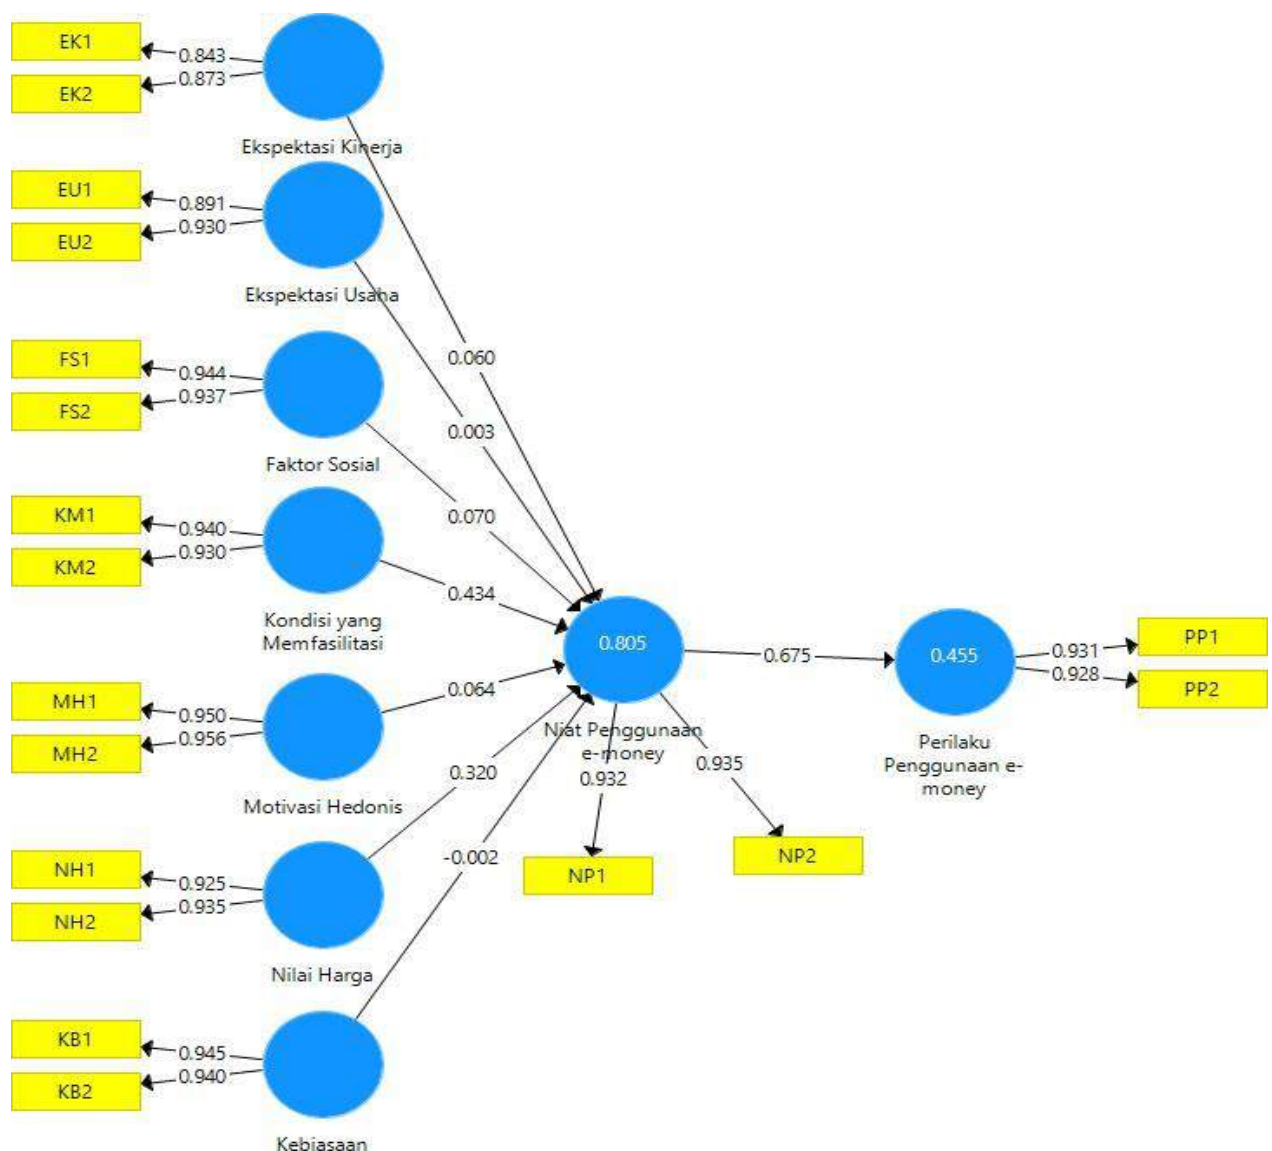 EK1
0.843
0.873
EK2
Ekspektasi Kinerja
EU1
0.891
0.930
EU2
Ekspektasi Usaha
0.060
FS1
0.944
0.937
FS2
0.003
Faktor Sosial
KM1
0.940
0.930
KM2
0.070
Kondisi yang
Memfasilitasi
0.434
0.805
0.675
0.455
0.931
0.928
PP1
PP2
MH1
0.950
0.956
MH2
0.064
Motivasi Hedonis
Niat Penggunaan
e-money
Perilaku
Penggunaan e-
money
0.932
0.935
0.320
NH1
0.925
0.935
NH2
-0.002
NP1
NP2
Nilai Harga
KB1
0.945
0.940
KB2
Kebiasaan